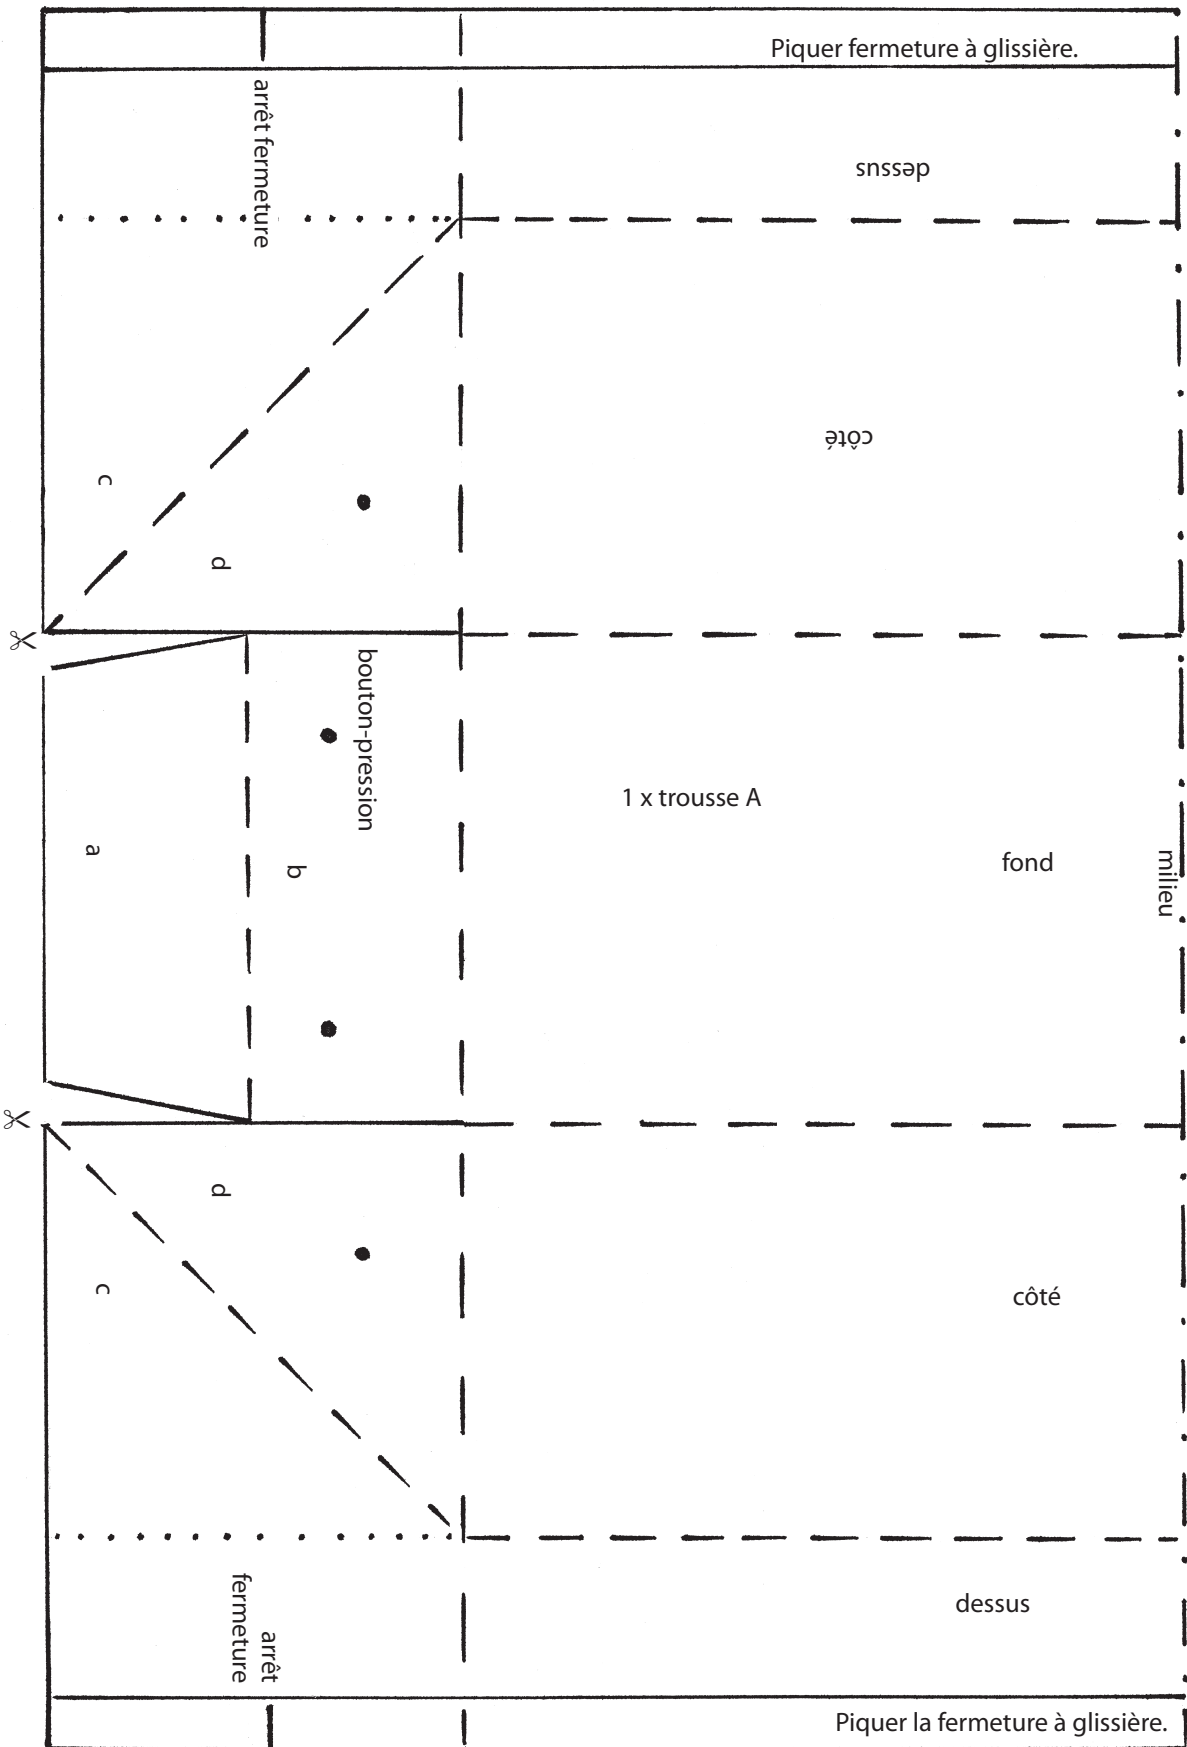 Piquer fermeture à glissière.
arrêt fermeture
dessus
côté
c
d
bouton-pression
1 x trousse A
a
b
fond
milieu
d
c
côté
arrêt
fermeture
dessus
Piquer la fermeture à glissière.